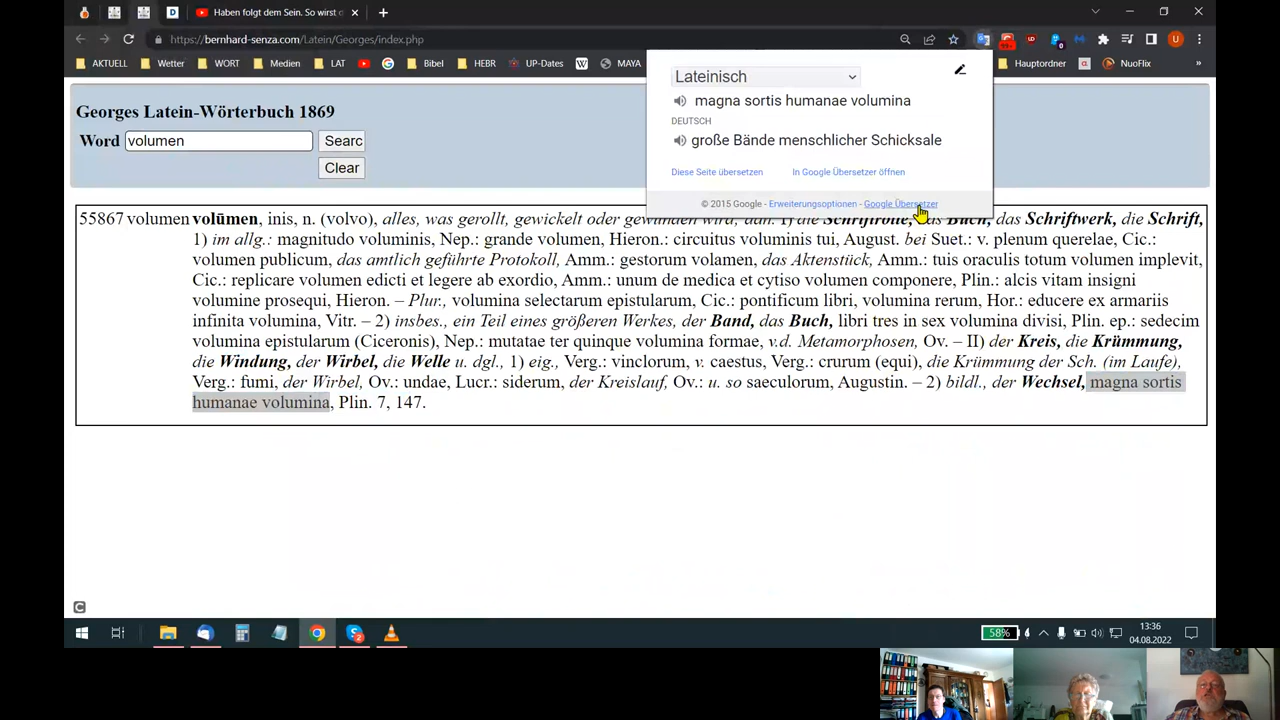 Haben folgt dem Sein. So wirst d
https://bernhard-senza.com/Latein/Georges/index.php
AKTUELL
Wetter
WORT
Medien
LAT
Bibel
HEBR
UP-Dates
W
MAYA
Hauptordner
NuoFlix
»
Georges Latein-Wörterbuch 1869
Word volumen Searc
Clear
Lateinisch
magna sortis humanae volumina
DEUTSCH
große Bände menschlicher Schicksale
Diese Seite übersetzen In Google Übersetzer öffnen
© 2015 Google - Erweiterungsoptionen - Google Übersetzer
55867 volumen volūmen, inis, n. (volvo), alles, was gerollt, gewickelt oder gewunden wird, dah. 1) die Schriftrolle, das Buch, das Schriftwerk, die Schrift,
1) im allg.: magnitudo voluminis, Nep.: grande volumen, Hieron.: circuitus voluminis tui, August. bei Suet.: v. plenum querelae, Cic.:
volumen publicum, das amtlich geführte Protokoll, Amm.: gestorum volamen, das Aktenstück, Amm.: tuis oraculis totum volumen implevit,
Cic.: replicare volumen edicti et legere ab exordio, Amm.: unum de medica et cytiso volumen componere, Plin.: alcis vitam insigni
volumine prosequi, Hieron. – Plur., volumina selectarum epistularum, Cic.: pontificum libri, volumina rerum, Hor.: educere ex armariis
infinita volumina, Vitr. – 2) insbes., ein Teil eines größeren Werkes, der Band, das Buch, libri tres in sex volumina divisi, Plin. ep.: sedecim
volumina epistularum (Ciceronis), Nep.: mutatae ter quinque volumina formae, v.d. Metamorphosen, Ov. – II) der Kreis, die Krümmung,
die Windung, der Wirbel, die Welle u. dgl., 1) eig., Verg.: vinclorum, v. caestus, Verg.: crurum (equi), die Krümmung der Sch. (im Laufe),
Verg.: fumi, der Wirbel, Ov.: undae, Lucr.: siderum, der Kreislauf, Ov.: u. so saeculorum, Augustin. – 2) bildl., der Wechsel, magna sortis
humanae volumina, Plin. 7, 147.
58%
13:36
04.08.2022